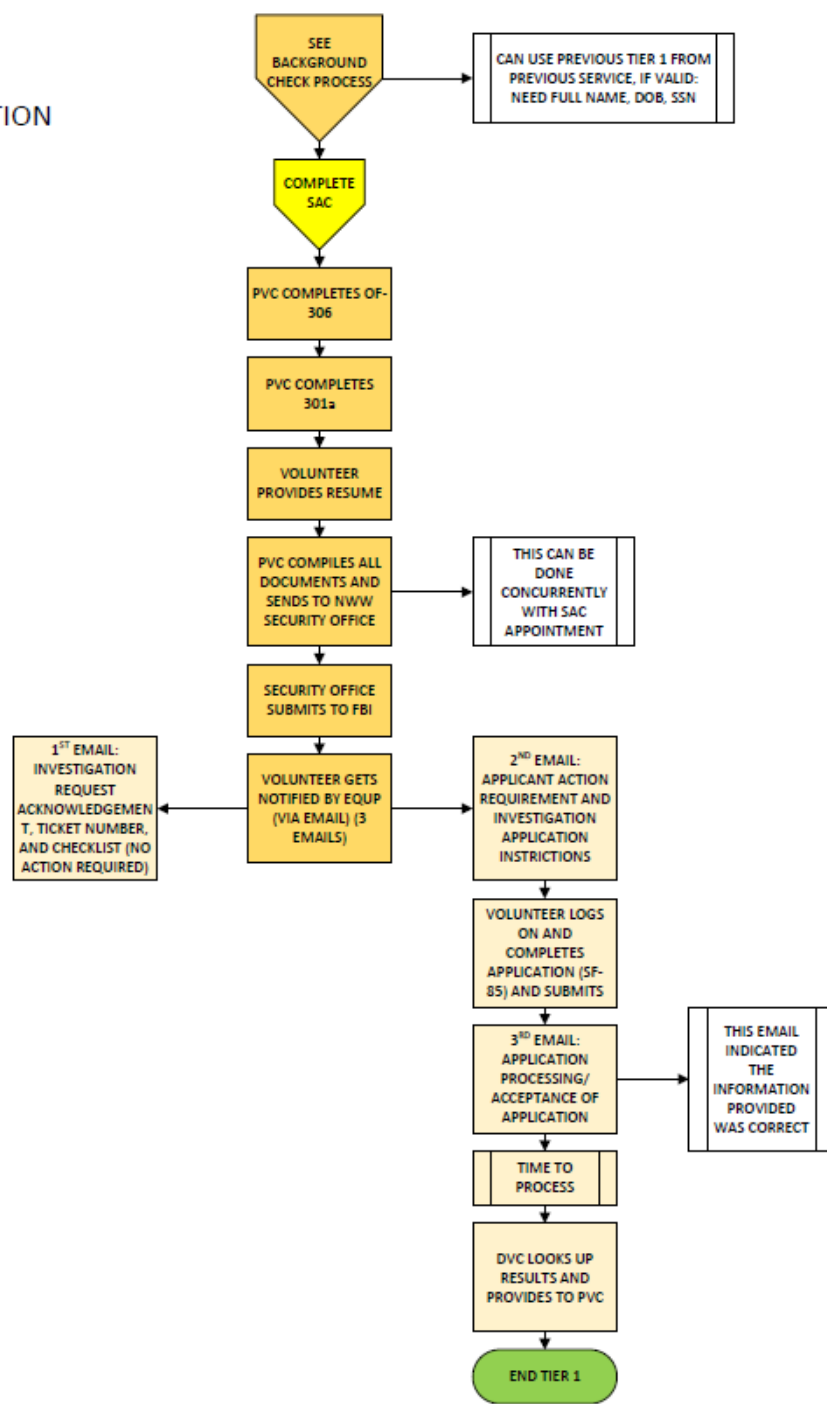 SEE
BACKGROUND
CHECK PROCESS
CAN USE PREVIOUS TIER 1 FROM
PREVIOUS SERVICE, IF VALID:
NEED FULL NAME, DOB, SSN
TION
COMPLETE
SAC
PVC COMPLETES OF-
306
PVC COMPLETES
301a
VOLUNTEER
PROVIDES RESUME
PVC COMPILES ALL
DOCUMENTS AND
SENDS TO NWW
SECURITY OFFICE
THIS CAN BE
DONE
CONCURRENTLY
WITH SAC
APPOINTMENT
SECURITY OFFICE
SUBMITS TO FBI
1ST EMAIL:
INVESTIGATION
REQUEST
ACKNOWLEDGEMEN
T, TICKET NUMBER,
AND CHECKLIST (NO
ACTION REQUIRED)
VOLUNTEER GETS
NOTIFIED BY EQUP
(VIA EMAIL) (3
EMAILS)
2ND EMAIL:
APPLICANT ACTION
REQUIREMENT AND
INVESTIGATION
APPLICATION
INSTRICTIONS
VOLUNTEER LOGS
ON AND
COMPLETES
APPLICATION (SF-
85) AND SUBMITS
3RD EMAIL:
APPLICATION
PROCESSING/
ACCEPTANCE OF
APPLICATION
THIS EMAIL
INDICATED
THE
INFORMATION
PROVIDED
WAS CORRECT
TIME TO
PROCESS
DVC LOOKS UP
RESULTS AND
PROVIDES TO PVC
END TIER 1